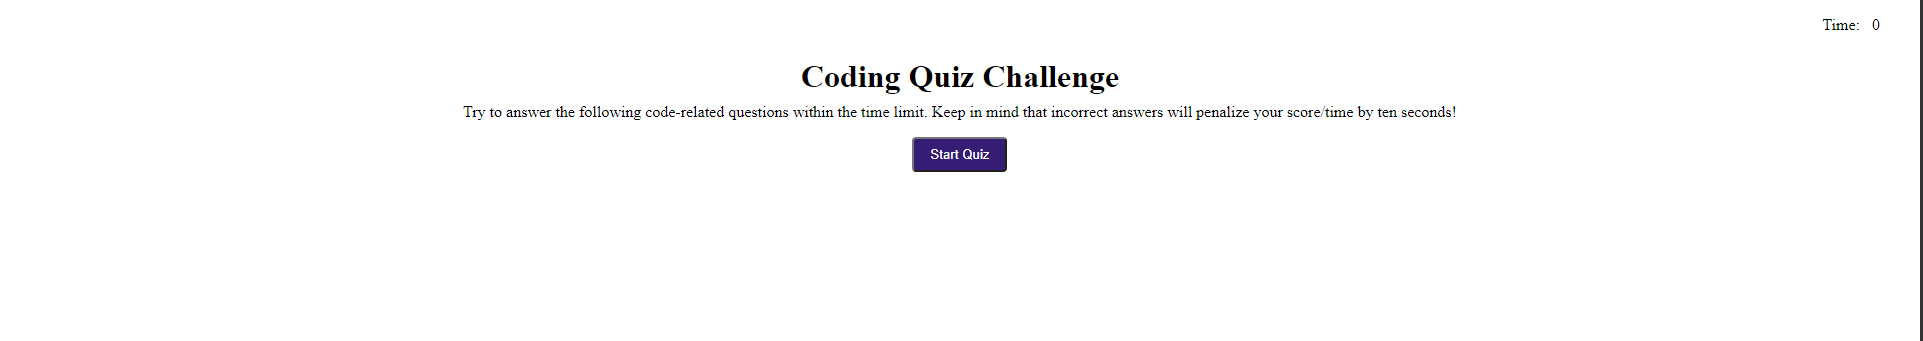 Time: 0
Coding Quiz Challenge
Try to answer the following code-related questions within the time limit. Keep in mind that incorrect answers will penalize your score/time by ten seconds!
Start Quiz